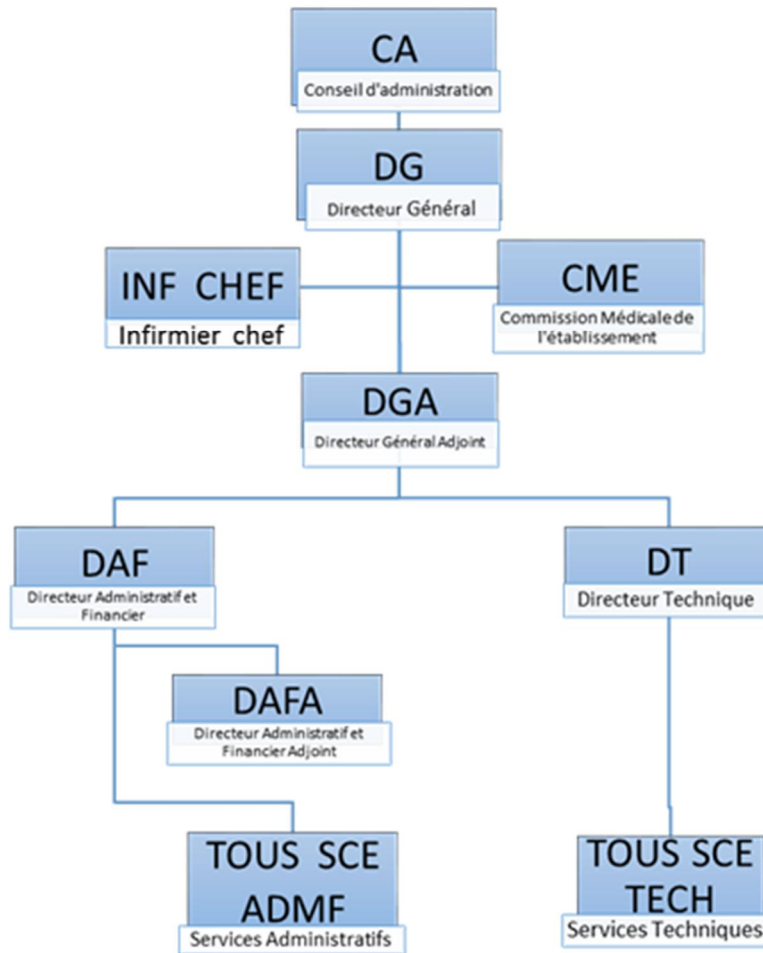 CA
Conseil d'administration
DG
Directeur Général
INF CHEF
Infirmier chef
CME
Commission Médicale de
l'établissement
DGA
Directeur Général Adjoint
DAF
Directeur Administratif et
Financier
DT
Directeur Technique
DAFA
Directeur Administratif et
Financier Adjoint
TOUS SCE
ADMF
Services Administratifs
TOUS SCE
TECH
Services Techniques